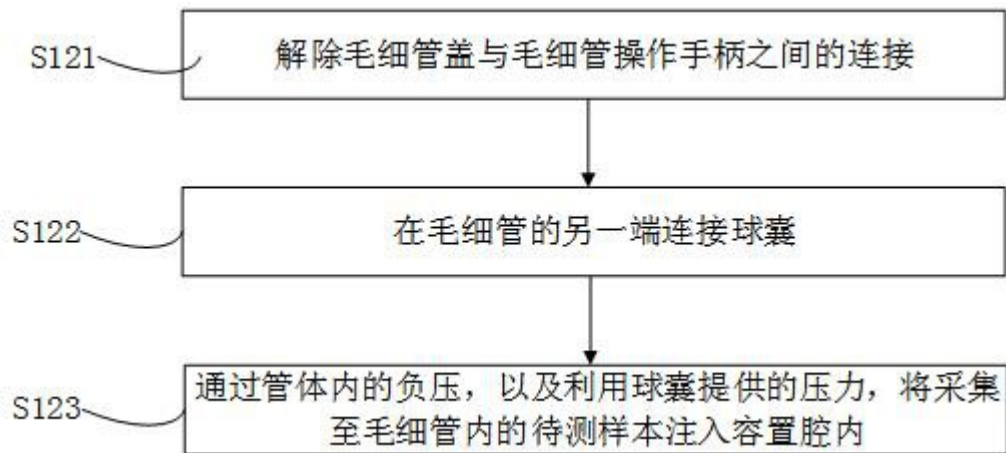 S121
解除毛细管盖与毛细管操作手柄之间的连接
S122
在毛细管的另一端连接球囊
S123
通过管体内的负压，以及利用球囊提供的压力，将采集
至毛细管内的待测样本注入容置腔内